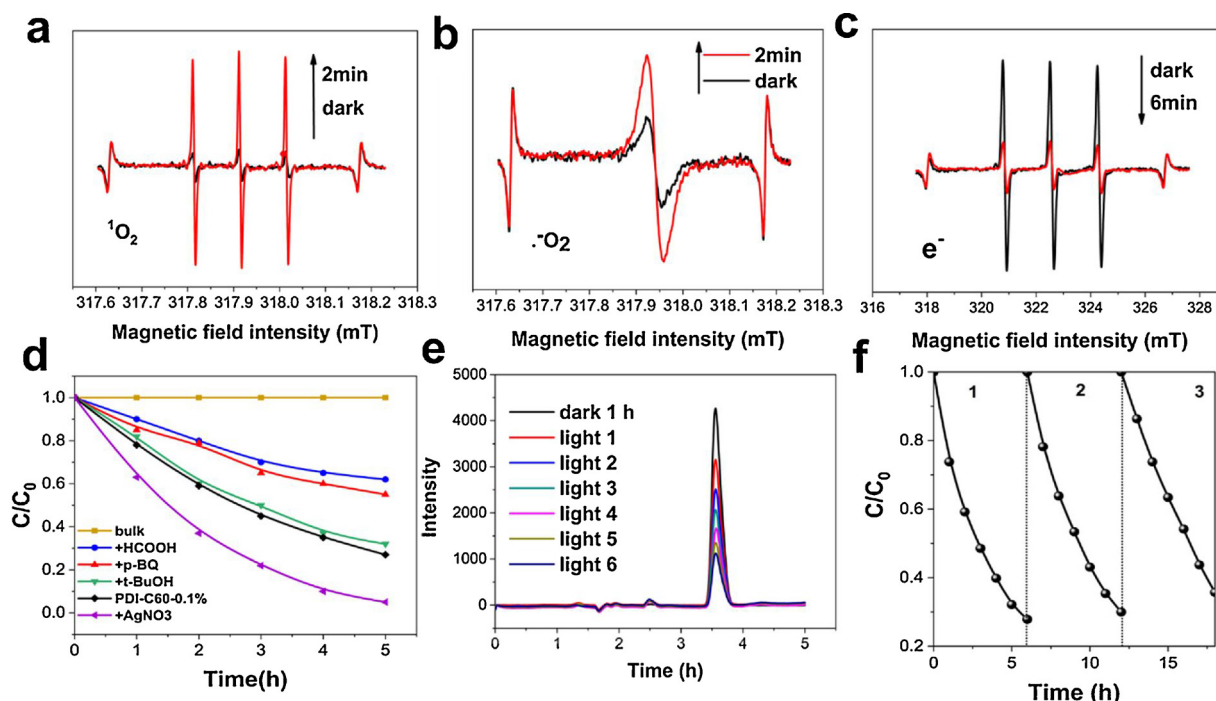 a
2min
dark
¹O₂
317.6 317.7 317.8 317.9 318.0 318.1 318.2 318.3
Magnetic field intensity (mT)
b
2min
dark
.⁻O₂
317.6 317.7 317.8 317.9 318.0 318.1 318.2 318.3
Magnetic field intensity (mT)
c
dark
6min
e⁻
316 318 320 322 324 326 328
Magnetic field intensity (mT)
d
C/C₀
1.0
0.8
0.6
0.4
0.2
0.0
bulk
+HCOOH
+p-BQ
+t-BuOH
PDI-C60-0.1%
+AgNO3
0 1 2 3 4 5
Time(h)
e
Intensity
5000
4000
3000
2000
1000
0
dark 1 h
light 1
light 2
light 3
light 4
light 5
light 6
0 1 2 3 4 5
Time (h)
f
C/C₀
1.0
0.8
0.6
0.4
0.2
1 2 3
0 5 10 15
Time (h)